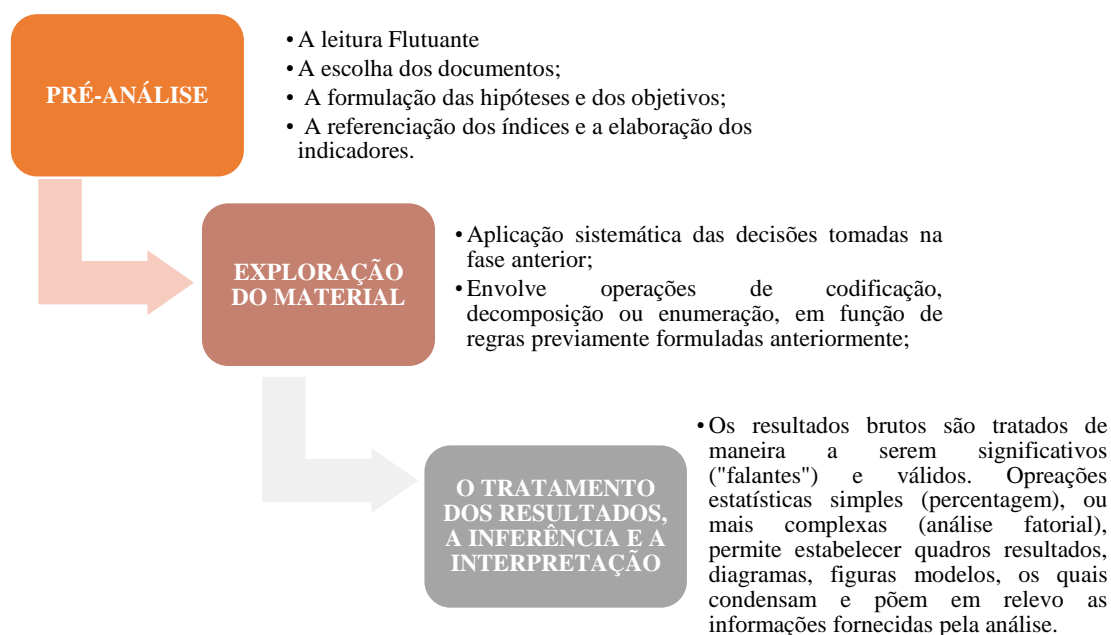 PRÉ-ANÁLISE
• A leitura Flutuante
• A escolha dos documentos;
• A formulação das hipóteses e dos objetivos;
• A referenciação dos índices e a elaboração dos
indicadores.
EXPLORAÇÃO
DO MATERIAL
• Aplicação sistemática das decisões tomadas na
fase anterior;
• Envolve operações de codificação,
decomposição ou enumeração, em função de
regras previamente formuladas anteriormente;
O TRATAMENTO
DOS RESULTADOS,
A INFERÊNCIA E A
INTERPRETAÇÃO
• Os resultados brutos são tratados de
maneira a serem significativos
("falantes") e válidos. Opreações
estatísticas simples (percentagem), ou
mais complexas (análise fatorial),
permite estabelecer quadros resultados,
diagramas, figuras modelos, os quais
condensam e põem em relevo as
informações fornecidas pela análise.